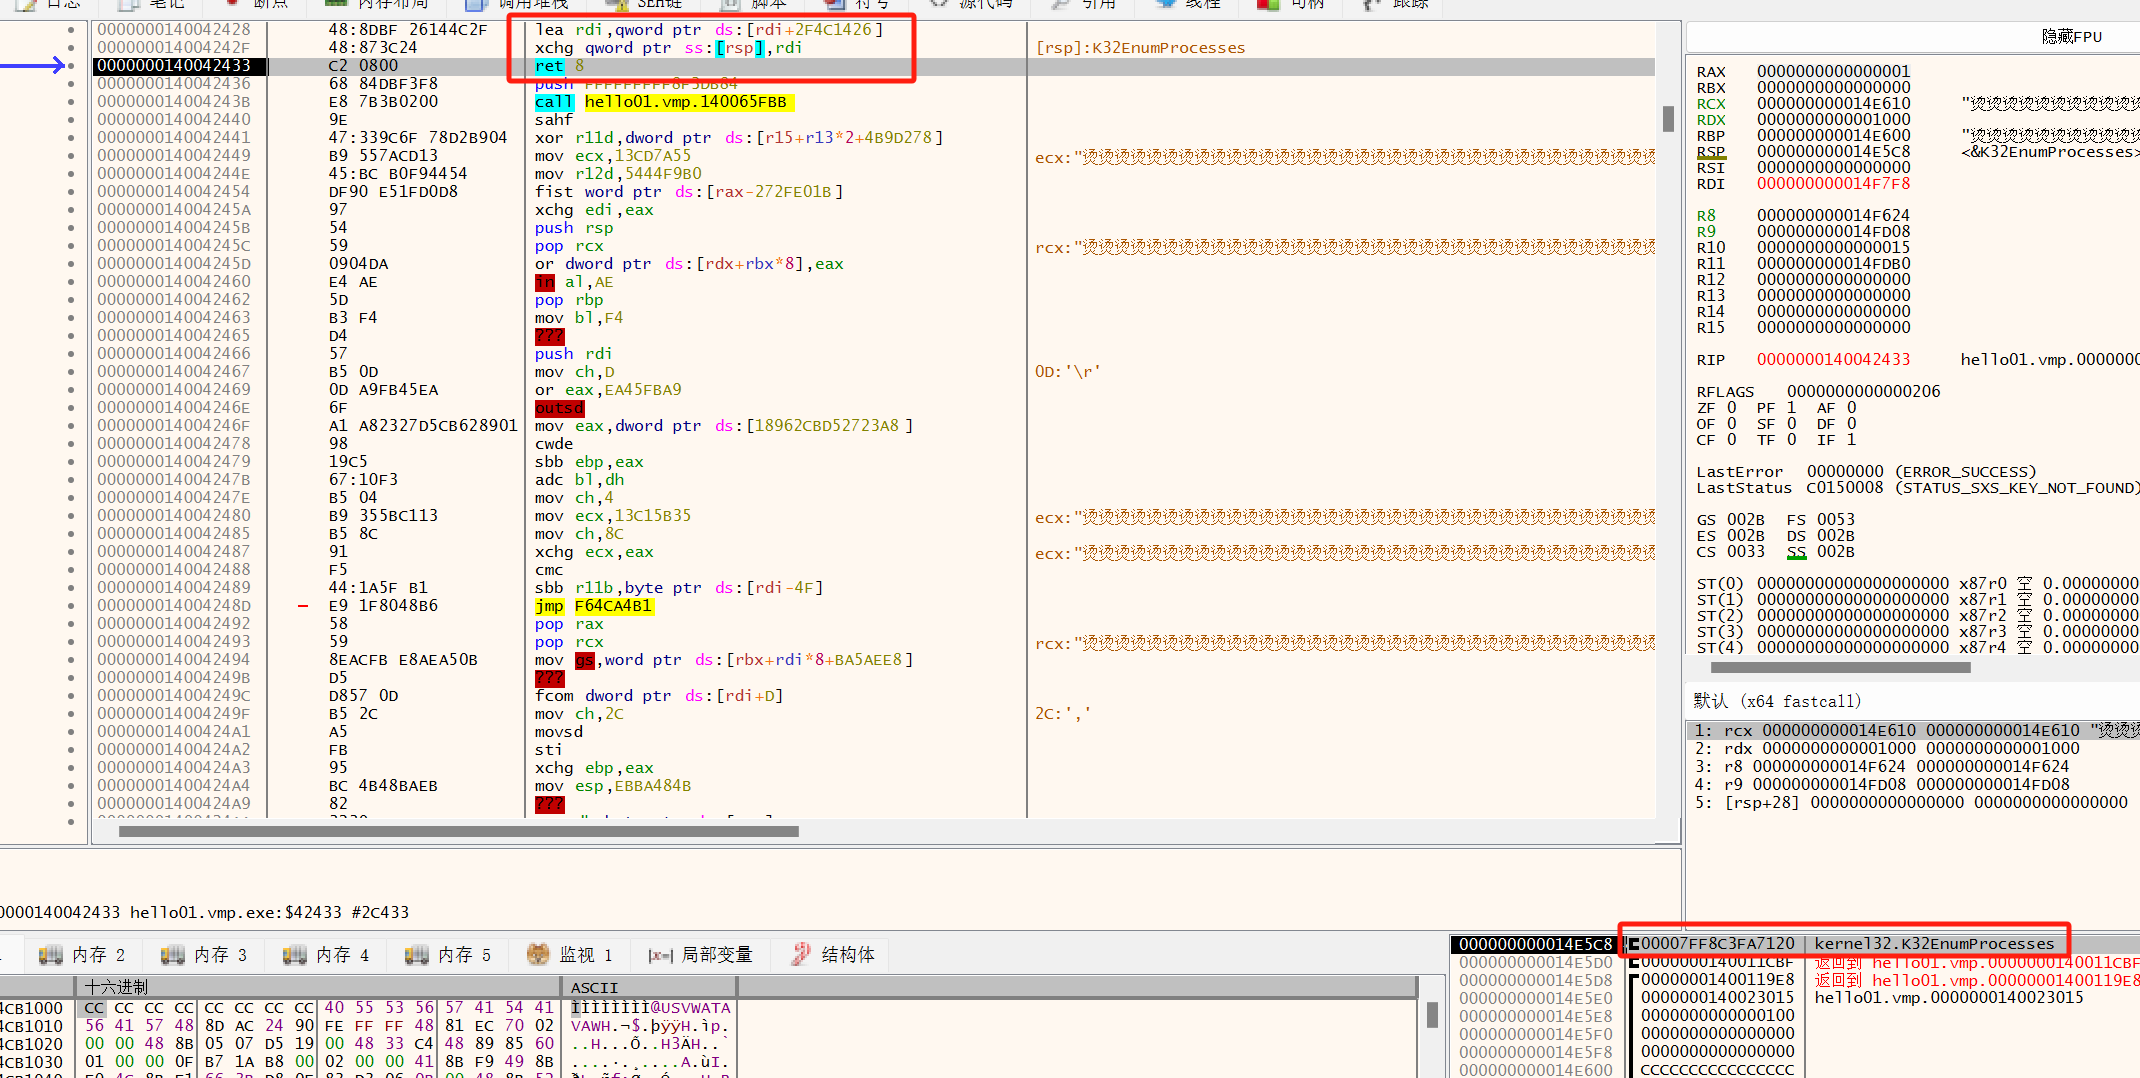 日志 笔记 断点 内存布局 调用堆栈 SEH链 脚本 符号 源代码 引用 线程 句柄 跟踪
0000000140042428 48:8DBF 26144C2F lea rdi,qword ptr ds:[rdi+2F4C1426]
000000014004242F 48:873C24 xchg qword ptr ss:[rsp],rdi [rsp]:K32EnumProcesses
0000000140042433 C2 0800 ret 8
0000000140042436 68 84DBF3F8 push FFFFFFFFF8F3DB84
000000014004243B E8 7B3B0200 call hello01.vmp.140065FBB
0000000140042440 9E sahf
0000000140042441 47:339C6F 78D2B904 xor r11d,dword ptr ds:[r15+r13*2+4B9D278]
0000000140042449 B9 557ACD13 mov ecx,13CD7A55 ecx:"烫烫烫烫烫烫烫烫烫烫烫烫烫烫烫烫烫烫烫烫烫烫烫烫烫烫烫烫烫烫烫烫烫烫烫
000000014004244E 45:BC B0F94454 mov r12d,5444F9B0
0000000140042454 DF90 E51FD0D8 fist word ptr ds:[rax-272FE01B]
000000014004245A 97 xchg edi,eax
000000014004245B 54 push rsp
000000014004245C 59 pop rcx rcx:"烫烫烫烫烫烫烫烫烫烫烫烫烫烫烫烫烫烫烫烫烫烫烫烫烫烫烫烫烫烫烫烫烫烫烫
000000014004245D 0904DA or dword ptr ds:[rdx+rbx*8],eax
0000000140042460 E4 AE in al,AE
0000000140042462 5D pop rbp
0000000140042463 B3 F4 mov bl,F4
0000000140042465 D4 ???
0000000140042466 57 push rdi
0000000140042467 B5 0D mov ch,D 0D:'\r'
0000000140042469 0D A9FB45EA or eax,EA45FBA9
000000014004246E 6F outsd
000000014004246F A1 A82327D5CB628901 mov eax,dword ptr ds:[18962CBD52723A8]
0000000140042478 98 cwde
0000000140042479 19C5 sbb ebp,eax
000000014004247B 67:10F3 adc bl,dh
000000014004247E B5 04 mov ch,4
0000000140042480 B9 355BC113 mov ecx,13C15B35 ecx:"烫烫烫烫烫烫烫烫烫烫烫烫烫烫烫烫烫烫烫烫烫烫烫烫烫烫烫烫烫烫烫烫烫烫烫
0000000140042485 B5 8C mov ch,8C
0000000140042487 91 xchg ecx,eax ecx:"烫烫烫烫烫烫烫烫烫烫烫烫烫烫烫烫烫烫烫烫烫烫烫烫烫烫烫烫烫烫烫烫烫烫烫
0000000140042488 F5 cmc
0000000140042489 44:1A5F B1 sbb r11b,byte ptr ds:[rdi-4F]
000000014004248D E9 1F8048B6 jmp F64CA4B1
0000000140042492 58 pop rax
0000000140042493 59 pop rcx rcx:"烫烫烫烫烫烫烫烫烫烫烫烫烫烫烫烫烫烫烫烫烫烫烫烫烫烫烫烫烫烫烫烫烫烫烫
0000000140042494 8EACFB E8AEA50B mov gs,word ptr ds:[rbx+rdi*8+BA5AEE8]
000000014004249B D5 ???
000000014004249C D857 0D fcom dword ptr ds:[rdi+D]
000000014004249F B5 2C mov ch,2C 2C:','
00000001400424A1 A5 movsd
00000001400424A2 FB sti
00000001400424A3 95 xchg ebp,eax
00000001400424A4 BC 4B48BAEB mov esp,EBBA484B
00000001400424A9 82 ???
隐藏FPU
RAX 0000000000000001
RBX 0000000000000000
RCX 000000000014E610 "烫烫烫烫烫烫烫烫烫烫
RDX 0000000000001000
RBP 000000000014E600 "烫烫烫烫烫烫烫烫烫烫
RSP 000000000014E5C8 <&K32EnumProcesses>
RSI 0000000000000000
RDI 000000000014F7F8
R8 000000000014F624
R9 000000000014FD08
R10 0000000000000015
R11 000000000014FDB0
R12 0000000000000000
R13 0000000000000000
R14 0000000000000000
R15 0000000000000000
RIP 0000000140042433 hello01.vmp.0000000
RFLAGS 0000000000000206
ZF 0 PF 1 AF 0
OF 0 SF 0 DF 0
CF 0 TF 0 IF 1
LastError 00000000 (ERROR_SUCCESS)
LastStatus C0150008 (STATUS_SXS_KEY_NOT_FOUND)
GS 002B FS 0053
ES 002B DS 002B
CS 0033 SS 002B
ST(0) 00000000000000000000 x87r0 空 0.00000000
ST(1) 00000000000000000000 x87r1 空 0.00000000
ST(2) 00000000000000000000 x87r2 空 0.00000000
ST(3) 00000000000000000000 x87r3 空 0.00000000
ST(4) 00000000000000000000 x87r4 空 0.00000000
默认 (x64 fastcall)
1: rcx 000000000014E610 000000000014E610 "烫烫烫
2: rdx 0000000000001000 0000000000001000
3: r8 000000000014F624 000000000014F624
4: r9 000000000014FD08 000000000014FD08
5: [rsp+28] 0000000000000000 0000000000000000
0000140042433 hello01.vmp.exe:$42433 #2C433
内存 2 内存 3 内存 4 内存 5 监视 1 局部变量 结构体
十六进制 ASCII
4CB1000 CC CC CC CC CC CC CC CC 40 55 53 56 57 41 54 41 ÌÌÌÌÌÌÌÌ@USVWATA
4CB1010 56 41 57 48 8D AC 24 90 FE FF FF 48 81 EC 70 02 VAWH.¬$.þÿÿH.ìp.
4CB1020 00 00 48 8B 05 07 D5 19 00 48 33 C4 48 89 85 60 ..H...Õ..H3ÄH..`
4CB1030 01 00 00 0F B7 1A B8 00 02 00 00 41 8B F9 49 8B ....·.¸....A.ùI.
000000000014E5C8 00007FF8C3FA7120 kernel32.K32EnumProcesses
000000000014E5D0 0000000140011CBF 返回到 hello01.vmp.0000000140011CBF
000000000014E5D8 00000001400119E8 返回到 hello01.vmp.00000001400119E8
000000000014E5E0 0000000140023015 hello01.vmp.0000000140023015
000000000014E5E8 0000000000000100
000000000014E5F0 0000000000000000
000000000014E5F8 0000000000000000
000000000014E600 CCCCCCCCCCCCCCCC